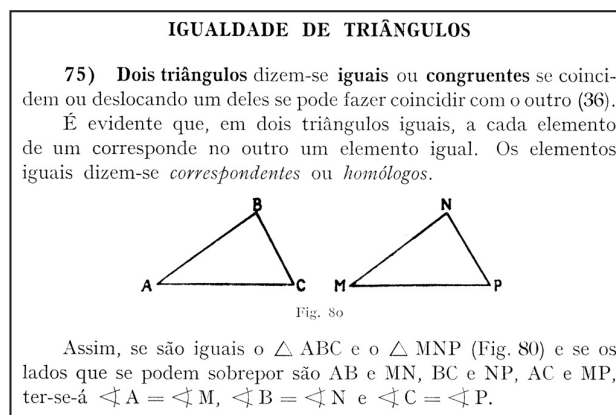 IGUALDADE DE TRIÂNGULOS
75) Dois triângulos dizem-se iguais ou congruentes se coinci-
dem ou deslocando um deles se pode fazer coincidir com o outro (36).
É evidente que, em dois triângulos iguais, a cada elemento
de um corresponde no outro um elemento igual. Os elementos
iguais dizem-se correspondentes ou homólogos.
B
N
A
C
M
P
Fig. 80
Assim, se são iguais o △ ABC e o △ MNP (Fig. 80) e se os
lados que se podem sobrepor são AB e MN, BC e NP, AC e MP,
ter-se-á ∢ A = ∢ M, ∢ B = ∢ N e ∢ C = ∢ P.